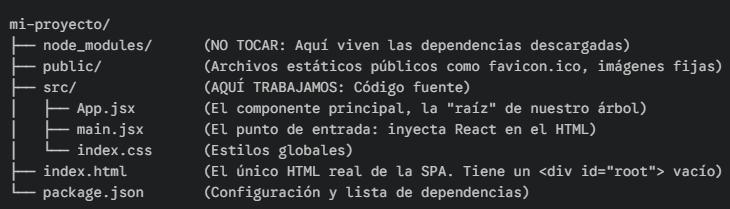 mi-proyecto/
├── node_modules/      (NO TOCAR: Aquí viven las dependencias descargadas)
├── public/            (Archivos estáticos públicos como favicon.ico, imágenes fijas)
├── src/               (AQUÍ TRABAJAMOS: Código fuente)
│   ├── App.jsx        (El componente principal, la "raíz" de nuestro árbol)
│   ├── main.jsx       (El punto de entrada: inyecta React en el HTML)
│   └── index.css      (Estilos globales)
├── index.html         (El único HTML real de la SPA. Tiene un <div id="root"> vacío)
└── package.json       (Configuración y lista de dependencias)